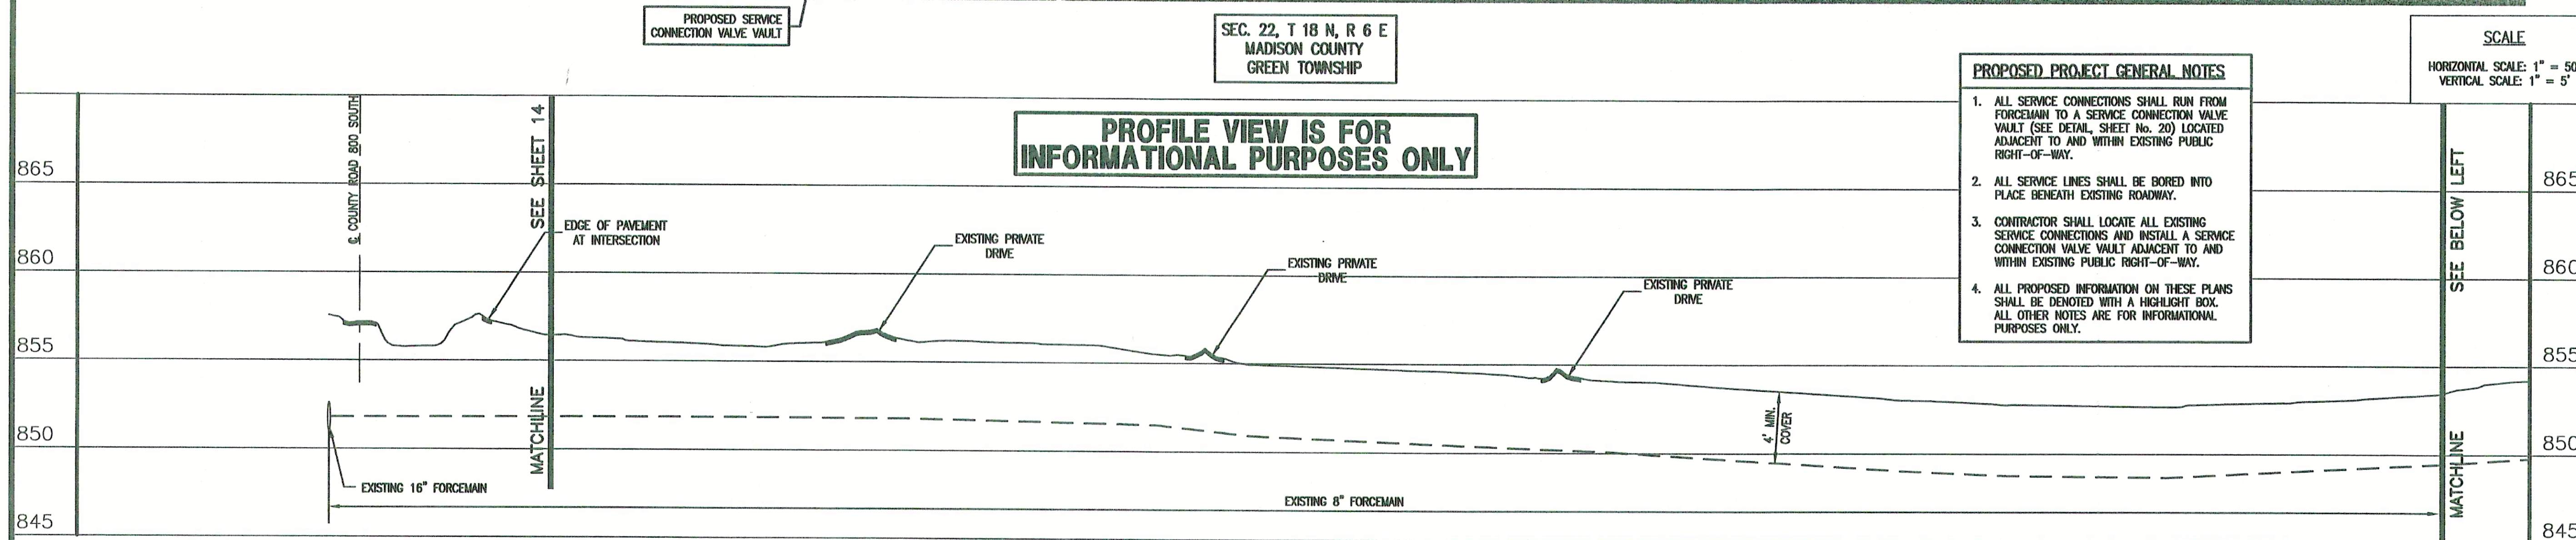 PROPOSED SERVICE
CONNECTION VALVE VAULT
SEC. 22, T 18 N, R 6 E
MADISON COUNTY
GREEN TOWNSHIP
SCALE
HORIZONTAL SCALE: 1" = 50
VERTICAL SCALE: 1" = 5'
PROPOSED PROJECT GENERAL NOTES
1. ALL SERVICE CONNECTIONS SHALL RUN FROM
FORCEMAIN TO A SERVICE CONNECTION VALVE
VAULT (SEE DETAIL, SHEET No. 20) LOCATED
ADJACENT TO AND WITHIN EXISTING PUBLIC
RIGHT-OF-WAY.
2. ALL SERVICE LINES SHALL BE BORED INTO
PLACE BENEATH EXISTING ROADWAY.
3. CONTRACTOR SHALL LOCATE ALL EXISTING
SERVICE CONNECTIONS AND INSTALL A SERVICE
CONNECTION VALVE VAULT ADJACENT TO AND
WITHIN EXISTING PUBLIC RIGHT-OF-WAY.
4. ALL PROPOSED INFORMATION ON THESE PLANS
SHALL BE DENOTED WITH A HIGHLIGHT BOX.
ALL OTHER NOTES ARE FOR INFORMATIONAL
PURPOSES ONLY.
PROFILE VIEW IS FOR
INFORMATIONAL PURPOSES ONLY
℄ COUNTY ROAD 800 SOUTH
MATCHLINE SEE SHEET 14
865
860
855
850
845
EDGE OF PAVEMENT
AT INTERSECTION
EXISTING PRIVATE
DRIVE
EXISTING PRIVATE
DRIVE
EXISTING PRIVATE
DRIVE
4' MIN.
COVER
EXISTING 16" FORCEMAIN
EXISTING 8" FORCEMAIN
MATCHLINE SEE BELOW LEFT
865
860
855
850
845